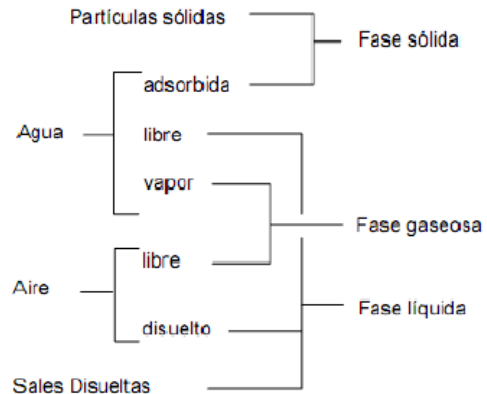 Partículas sólidas
Fase sólida
adsorbida
Agua
libre
vapor
Fase gaseosa
libre
Aire
Fase líquida
disuelto
Sales Disueltas